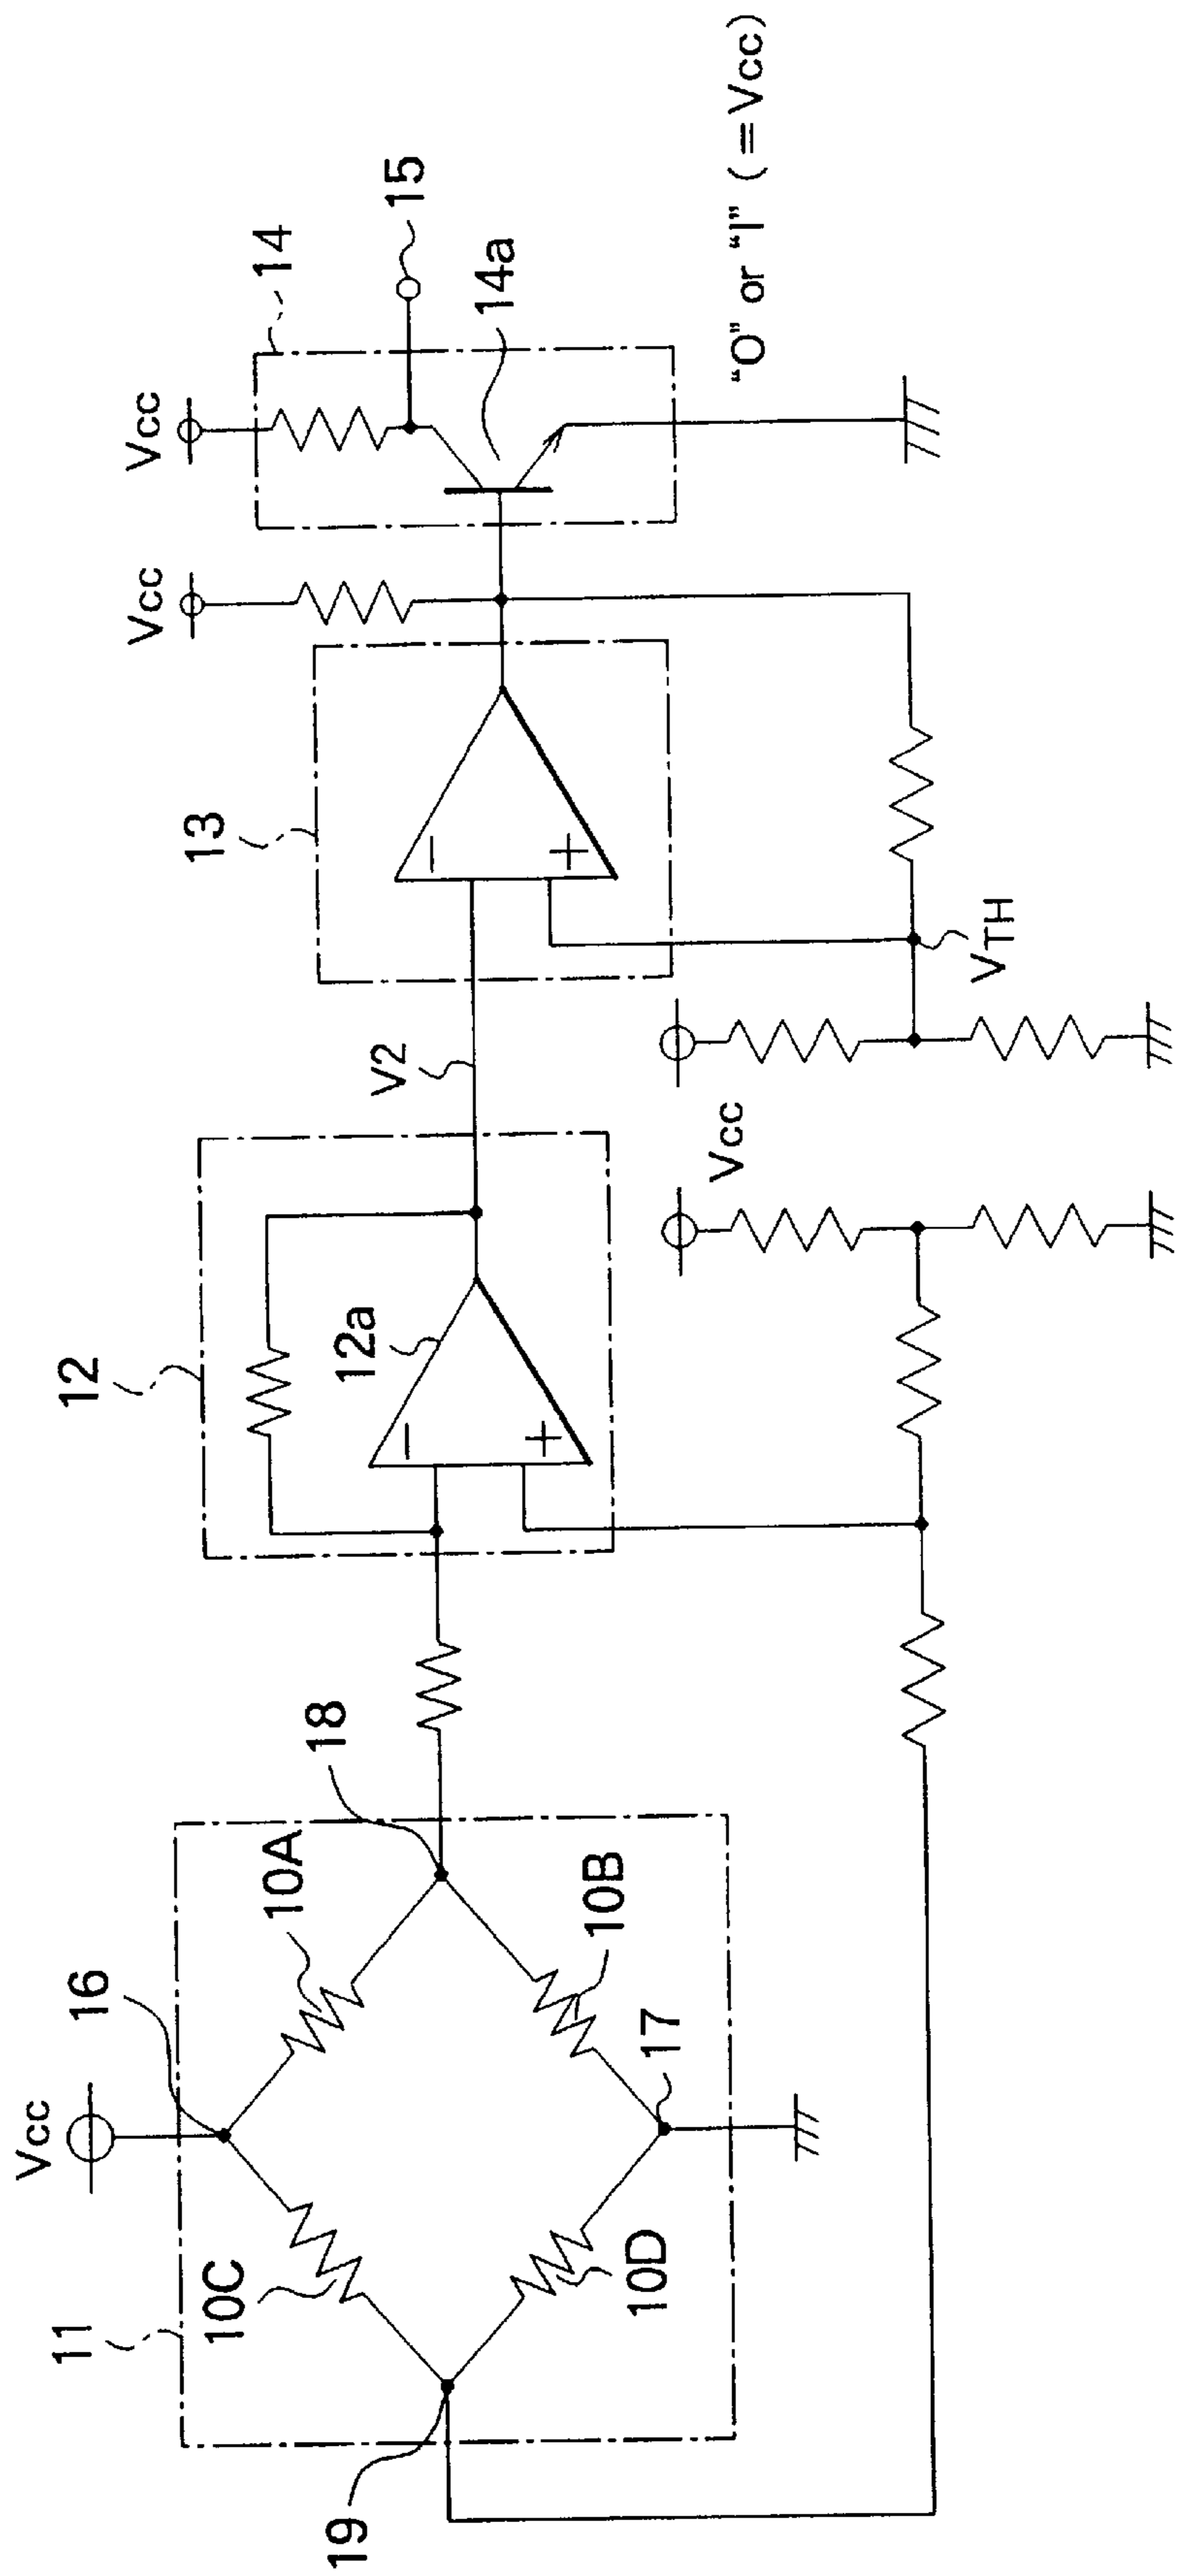 11
Vcc
16
10C
10A
19
10D
17
10B
18
12
12a
−
+
V2
Vcc
13
−
+
VTH
Vcc
Vcc
14
15
14a
“O” or “I” (=Vcc)